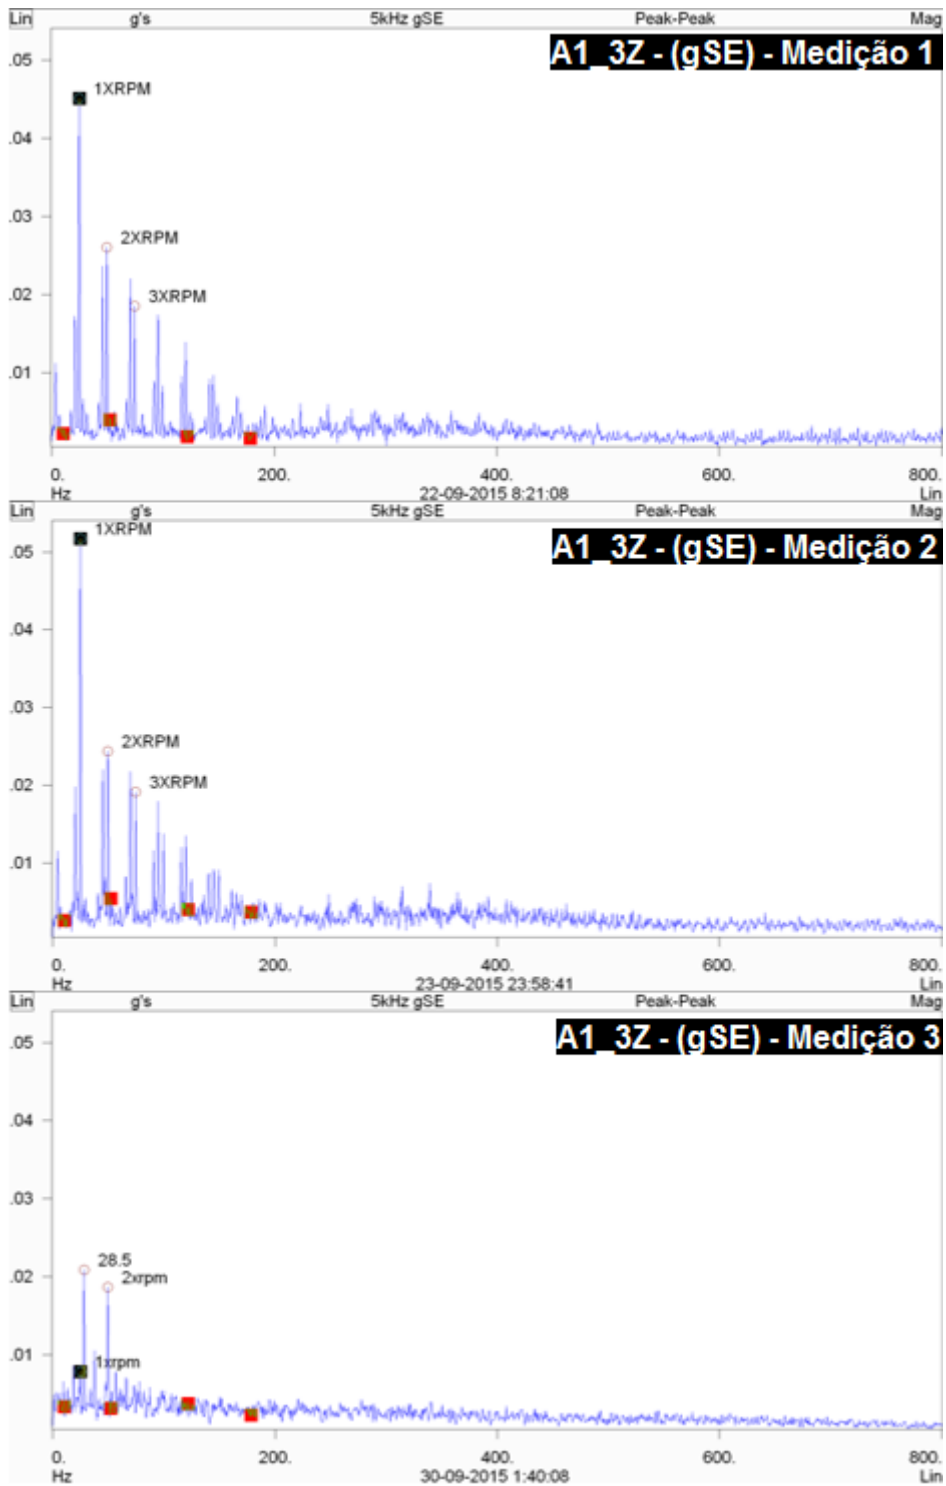 Lin g's 5kHz gSE Peak-Peak Mag
A1_3Z - (gSE) - Medição 1
.05
1XRPM
.04
.03
2XRPM
3XRPM
.02
.01
0. 200. 400. 600. 800.
Hz 22-09-2015 8:21:08 Lin
Lin g's 5kHz gSE Peak-Peak Mag
1XRPM
A1_3Z - (gSE) - Medição 2
.05
.04
.03
2XRPM
3XRPM
.02
.01
0. 200. 400. 600. 800.
Hz 23-09-2015 23:58:41 Lin
Lin g's 5kHz gSE Peak-Peak Mag
A1_3Z - (gSE) - Medição 3
.05
.04
.03
28.5
2xrpm
.02
1xrpm
.01
0. 200. 400. 600. 800.
Hz 30-09-2015 1:40:08 Lin